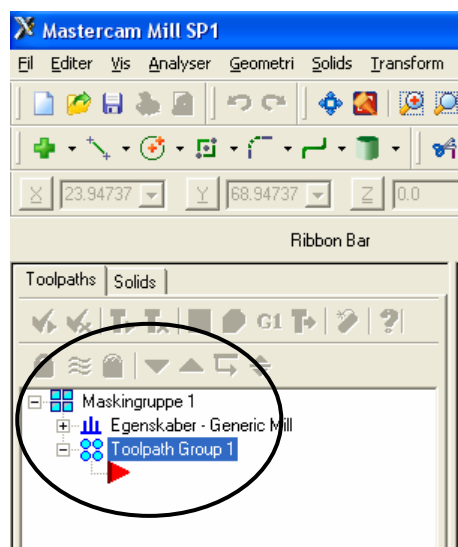 Mastercam Mill SP1
Fil Editer Vis Analyser Geometri Solids Transform
X 23.94737 Y 68.94737 Z 0.0
Ribbon Bar
Toolpaths Solids
G1
Maskingruppe 1
Egenskaber - Generic Mill
Toolpath Group 1